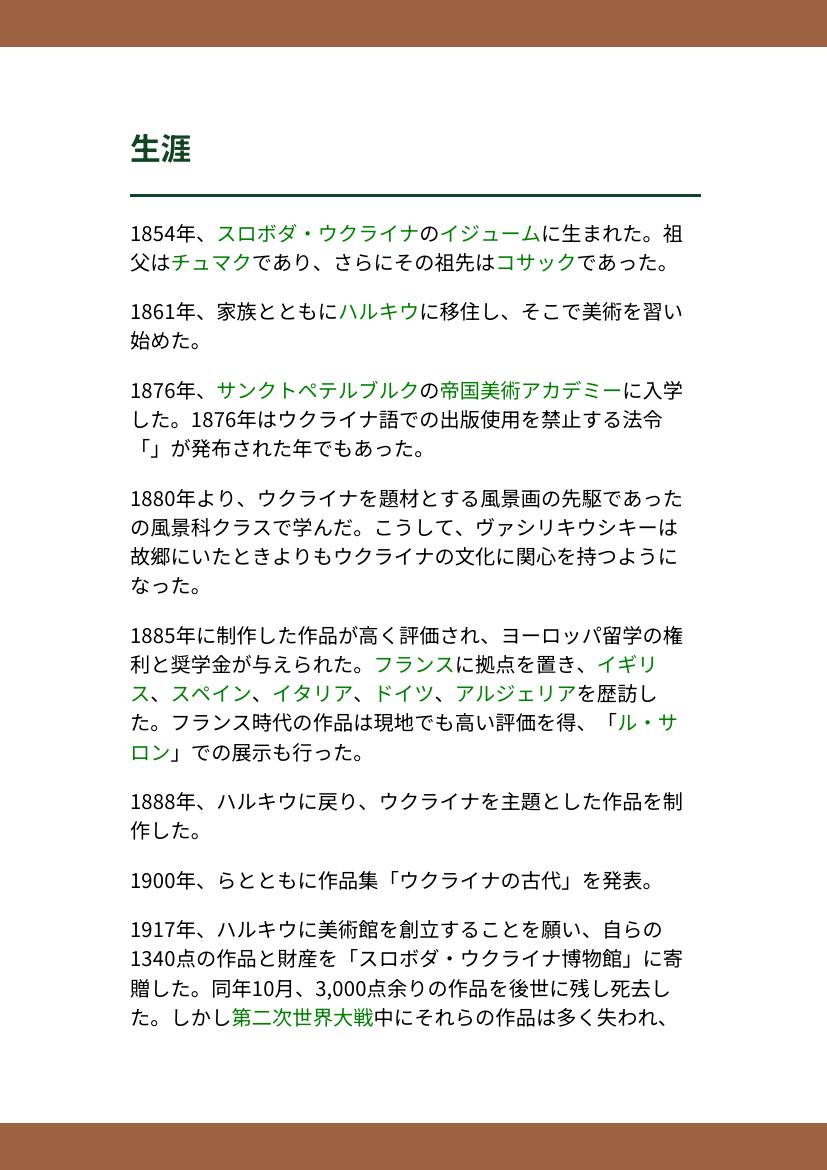 生涯
1854年、スロボダ・ウクライナのイジュームに生まれた。祖
父はチュマクであり、さらにその祖先はコサックであった。
1861年、家族とともにハルキウに移住し、そこで美術を習い
始めた。
1876年、サンクトペテルブルクの帝国美術アカデミーに入学
した。1876年はウクライナ語での出版使用を禁止する法令
「」が発布された年でもあった。
1880年より、ウクライナを題材とする風景画の先駆であった
の風景科クラスで学んだ。こうして、ヴァシリキウシキーは
故郷にいたときよりもウクライナの文化に関心を持つように
なった。
1885年に制作した作品が高く評価され、ヨーロッパ留学の権
利と奨学金が与えられた。フランスに拠点を置き、イギリ
ス、スペイン、イタリア、ドイツ、アルジェリアを歴訪し
た。フランス時代の作品は現地でも高い評価を得、「ル・サ
ロン」での展示も行った。
1888年、ハルキウに戻り、ウクライナを主題とした作品を制
作した。
1900年、らとともに作品集「ウクライナの古代」を発表。
1917年、ハルキウに美術館を創立することを願い、自らの
1340点の作品と財産を「スロボダ・ウクライナ博物館」に寄
贈した。同年10月、3,000点余りの作品を後世に残し死去し
た。しかし第二次世界大戦中にそれらの作品は多く失われ、